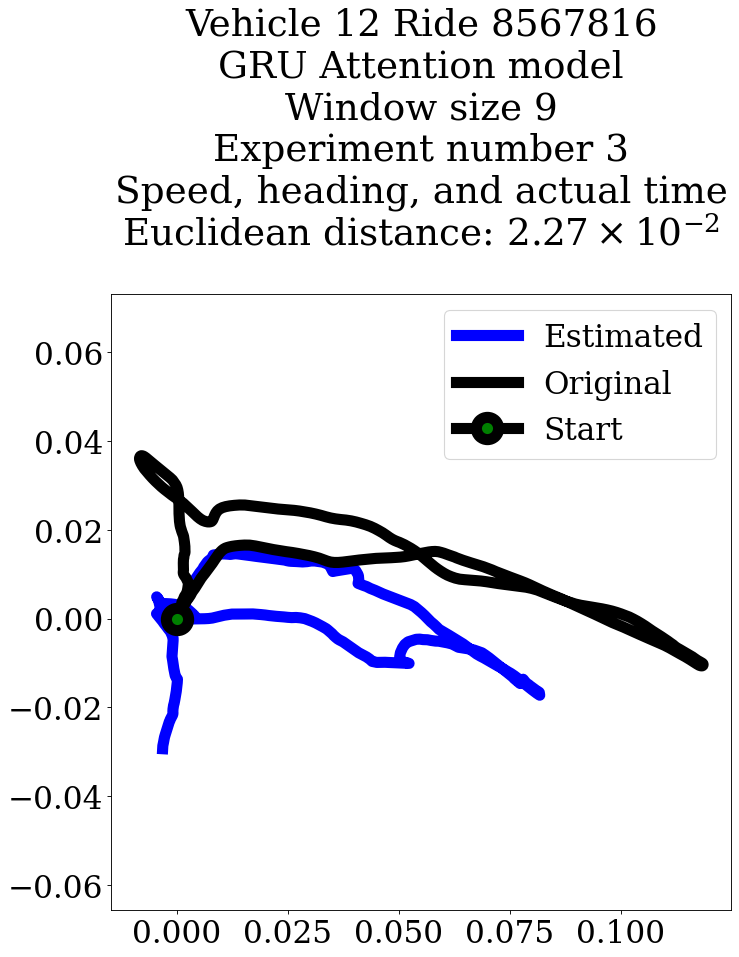 Vehicle 12 Ride 8567816
GRU Attention model
Window size 9
Experiment number 3
Speed, heading, and actual time
Euclidean distance: 2.27 × 10⁻²
Estimated
Original
Start
0.06
0.04
0.02
0.00
−0.02
−0.04
−0.06
0.000 0.025 0.050 0.075 0.100